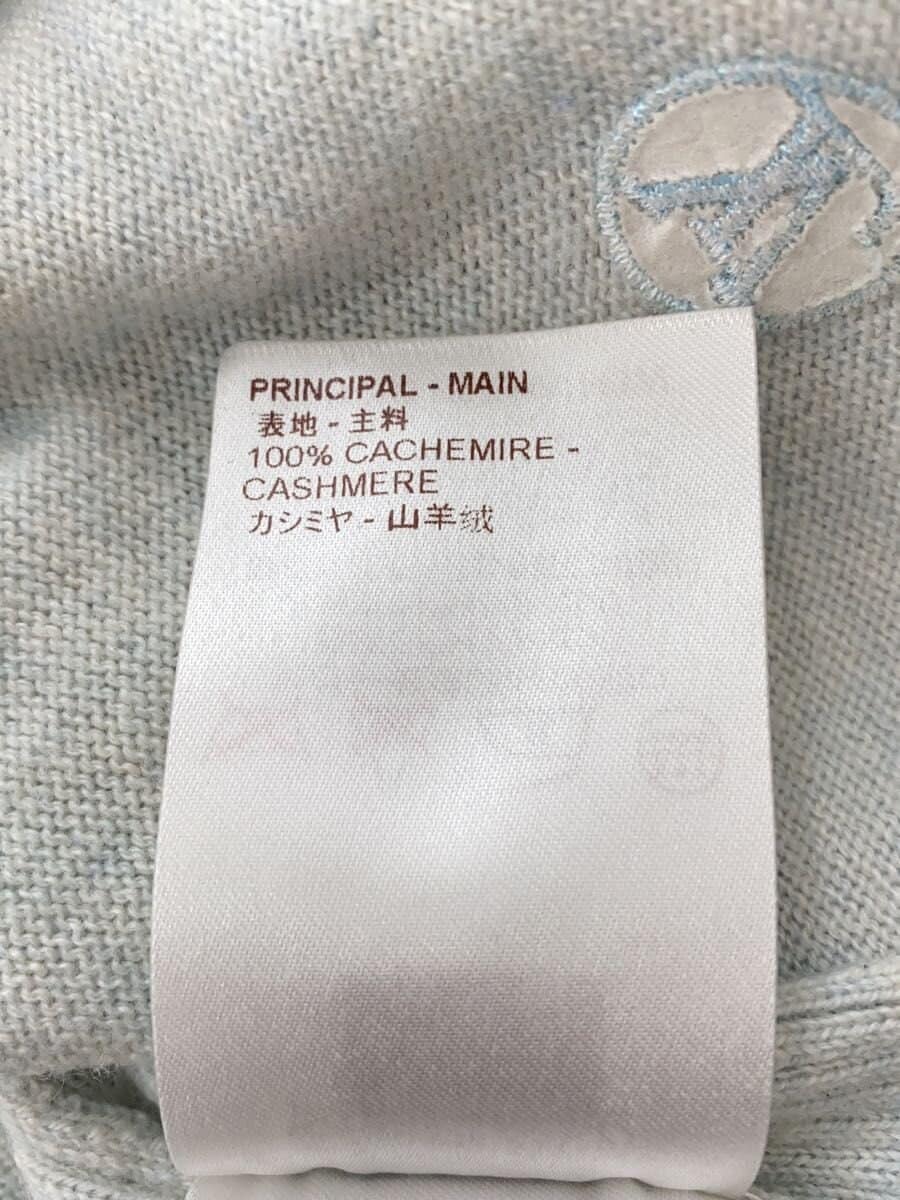 PRINCIPAL - MAIN
表地 - 主料
100% CACHEMIRE -
CASHMERE
カシミヤ - 山羊绒